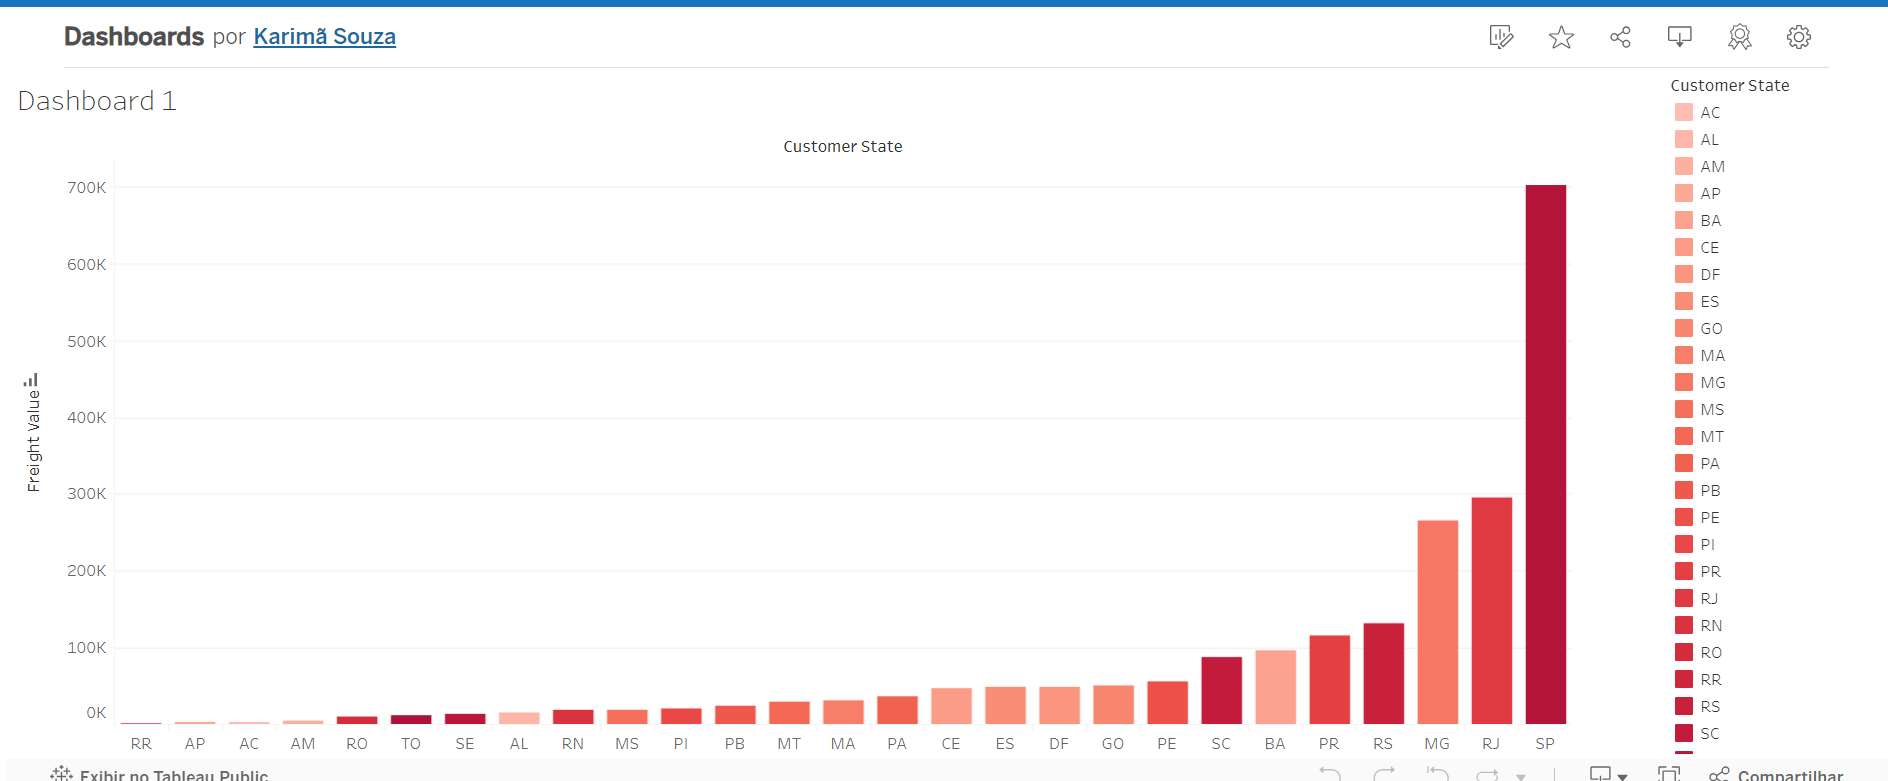 Dashboards por Karimã Souza
Dashboard 1
Customer State
700K
600K
500K
400K
300K
200K
100K
0K
Freight Value
RR AP AC AM RO TO SE AL RN MS PI PB MT MA PA CE ES DF GO PE SC BA PR RS MG RJ SP
Customer State
AC
AL
AM
AP
BA
CE
DF
ES
GO
MA
MG
MS
MT
PA
PB
PE
PI
PR
RJ
RN
RO
RR
RS
SC
Exibir no Tableau Public
Compartilhar